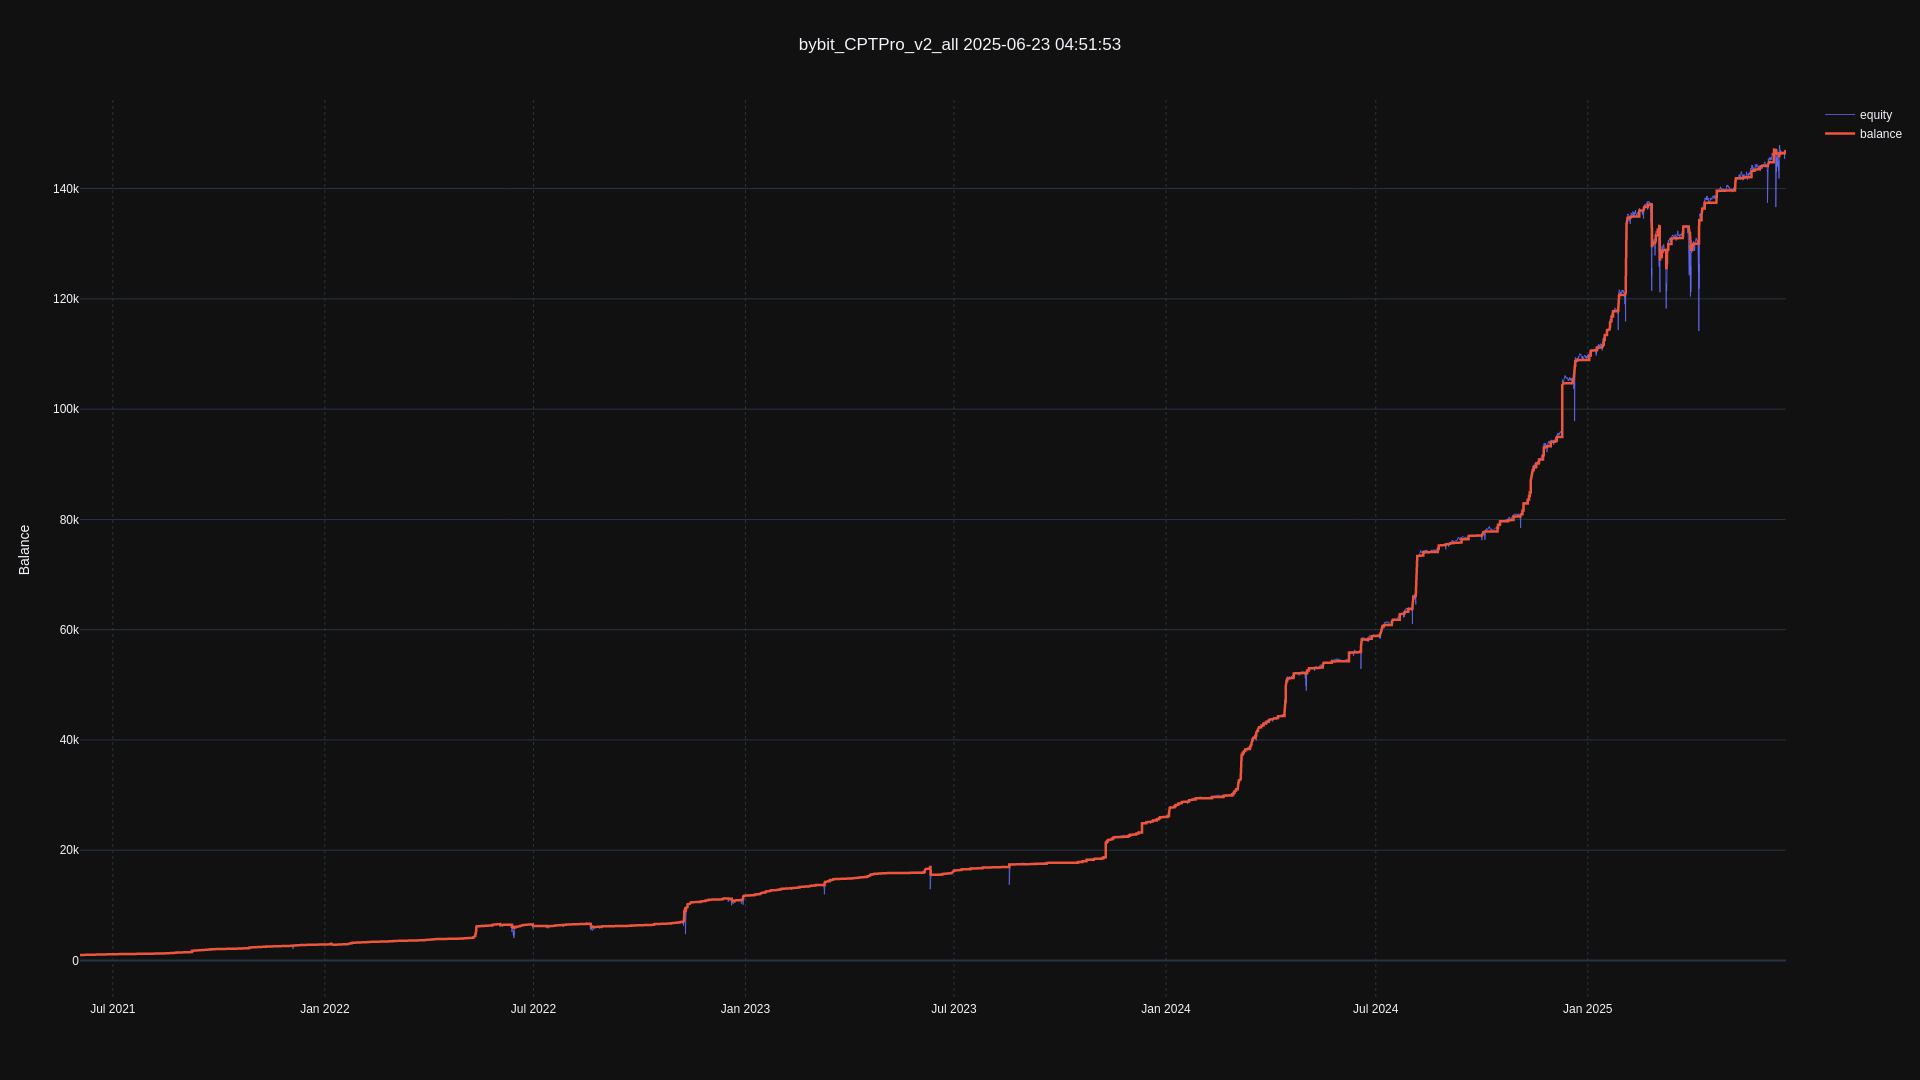 bybit_CPTPro_v2_all 2025-06-23 04:51:53
equity
balance
Balance
140k
120k
100k
80k
60k
40k
20k
0
Jul 2021
Jan 2022
Jul 2022
Jan 2023
Jul 2023
Jan 2024
Jul 2024
Jan 2025